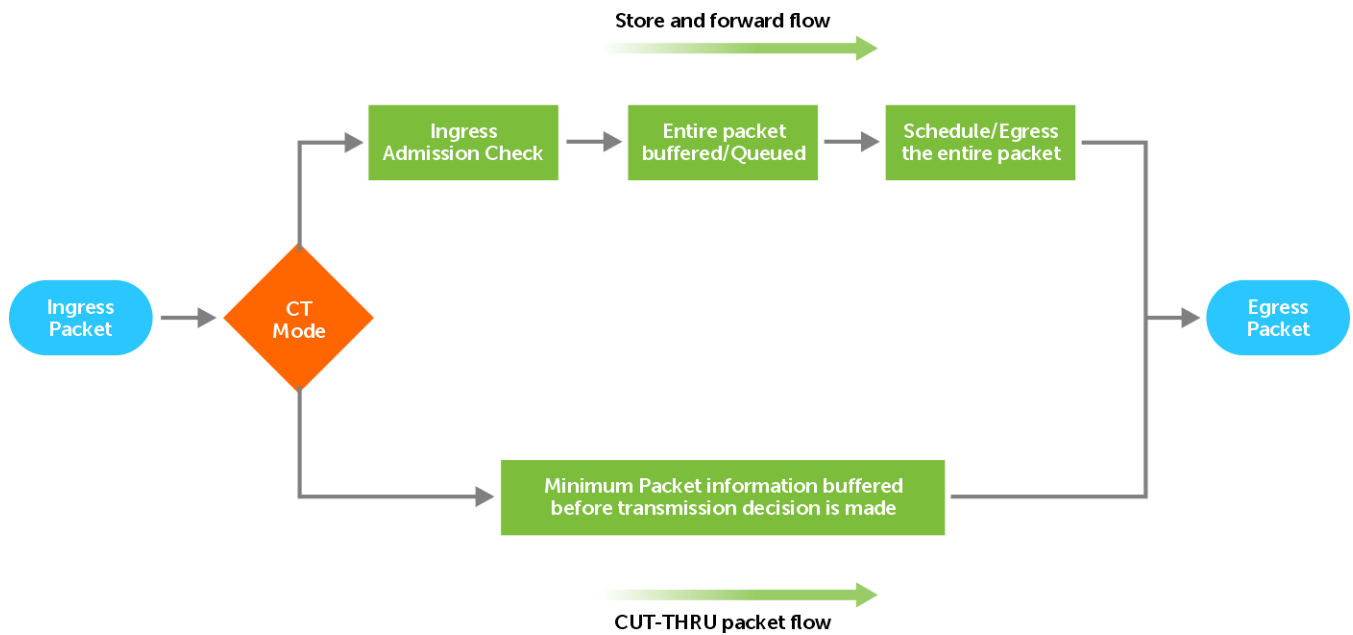 Store and forward flow
Ingress
Admission Check
Entire packet
buffered/Queued
Schedule/Egress
the entire packet
Ingress
Packet
CT
Mode
Egress
Packet
Minimum Packet information buffered
before transmission decision is made
CUT-THRU packet flow